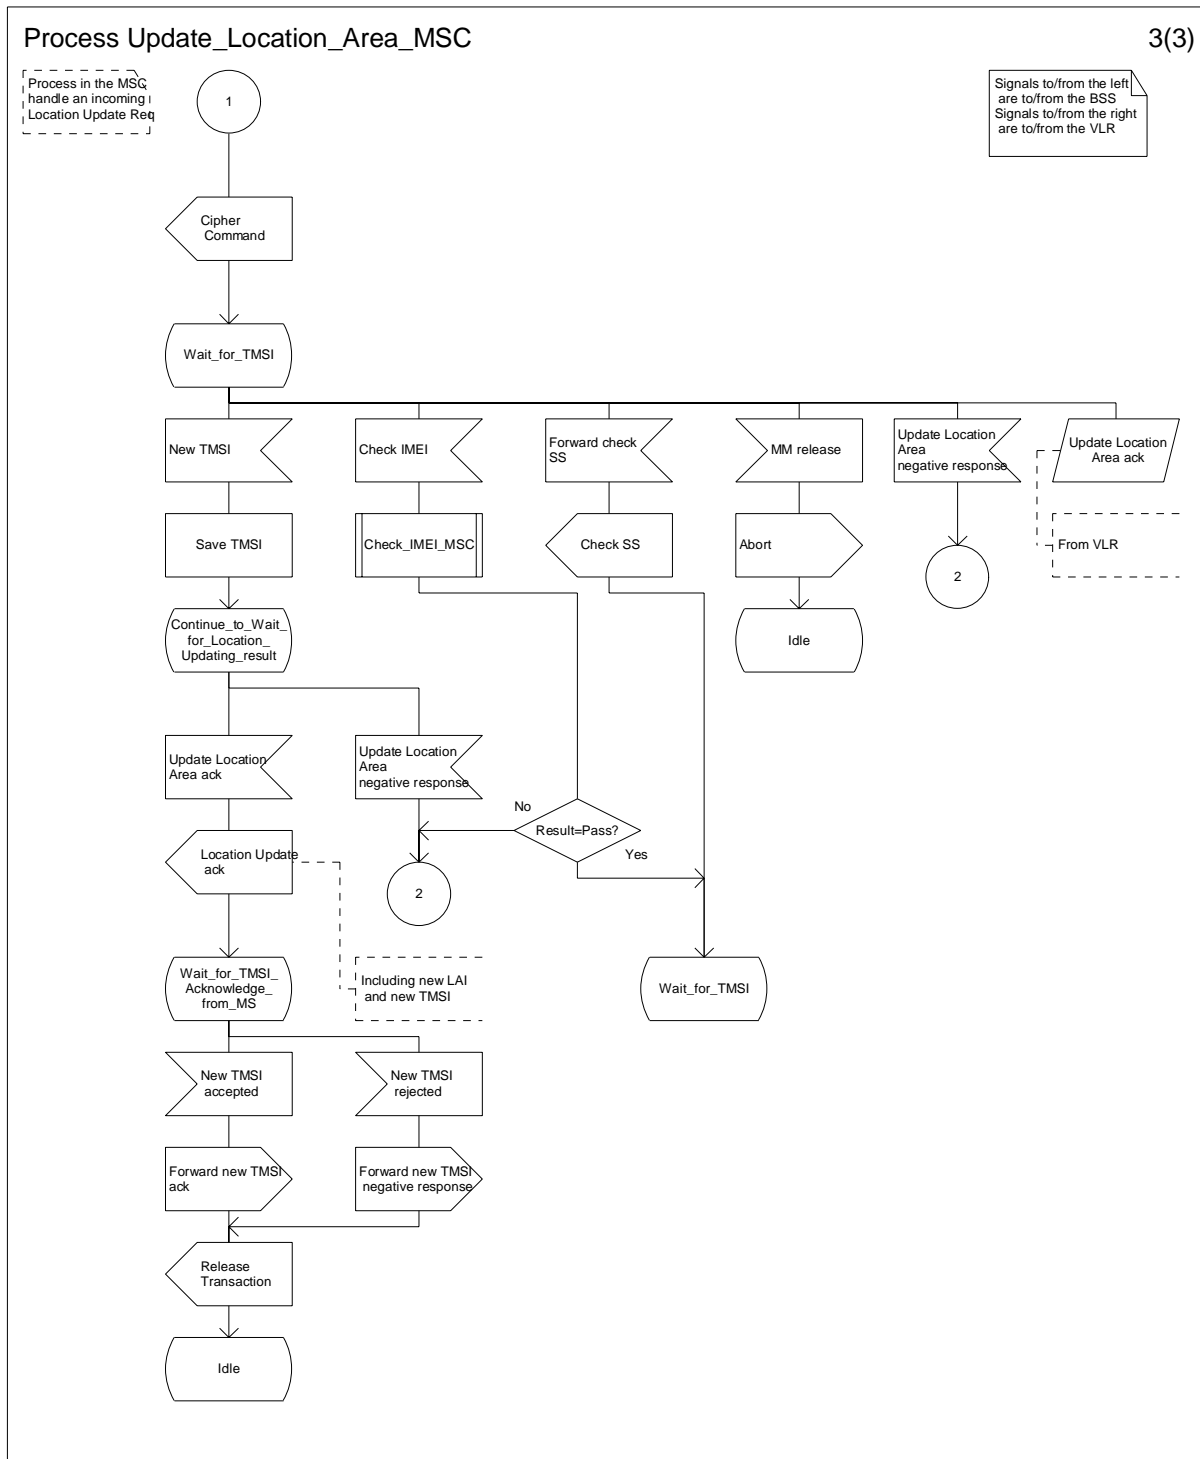 Process Update_Location_Area_MSC
3(3)
Process in the MSC
handle an incoming
Location Update Req
1
Signals to/from the left
are to/from the BSS
Signals to/from the right
are to/from the VLR
Cipher
Command
Wait_for_TMSI
New TMSI
Check IMEI
Forward check
SS
MM release
Update Location
Area
negative response
Update Location
Area ack
Save TMSI
Check_IMEI_MSC
Check SS
Abort
2
From VLR
Continue_to_Wait_
for_Location_
Updating_result
Idle
Update Location
Area ack
Update Location
Area
negative response
No
Result=Pass?
Yes
Location Update
ack
2
Wait_for_TMSI_
Acknowledge_
from_MS
Including new LAI
and new TMSI
Wait_for_TMSI
New TMSI
accepted
New TMSI
rejected
Forward new TMSI
ack
Forward new TMSI
negative response
Release
Transaction
Idle